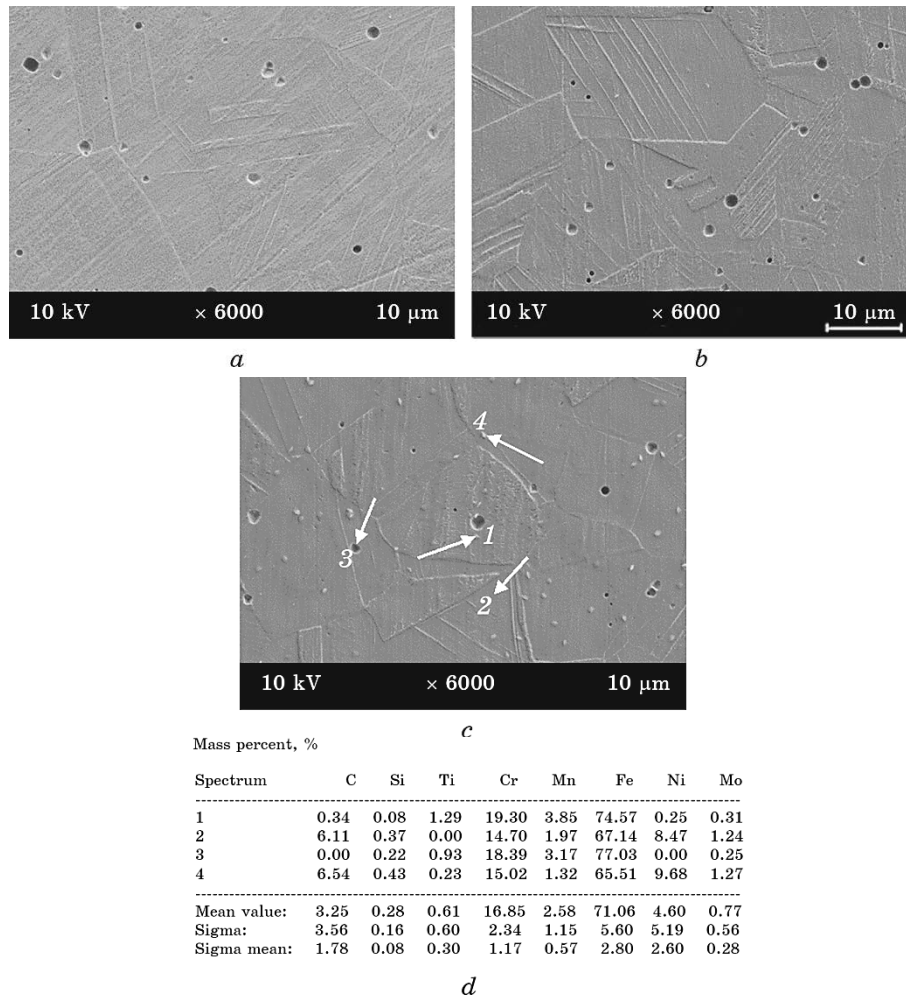 10 kV × 6000 10 μm
a
10 kV × 6000 10 μm
b
4
1
3
2
10 kV × 6000 10 μm
c
Mass percent, %
Spectrum C Si Ti Cr Mn Fe Ni Mo
1 0.34 0.08 1.29 19.30 3.85 74.57 0.25 0.31
2 6.11 0.37 0.00 14.70 1.97 67.14 8.47 1.24
3 0.00 0.22 0.93 18.39 3.17 77.03 0.00 0.25
4 6.54 0.43 0.23 15.02 1.32 65.51 9.68 1.27
Mean value: 3.25 0.28 0.61 16.85 2.58 71.06 4.60 0.77
Sigma: 3.56 0.16 0.60 2.34 1.15 5.60 5.19 0.56
Sigma mean: 1.78 0.08 0.30 1.17 0.57 2.80 2.60 0.28
d